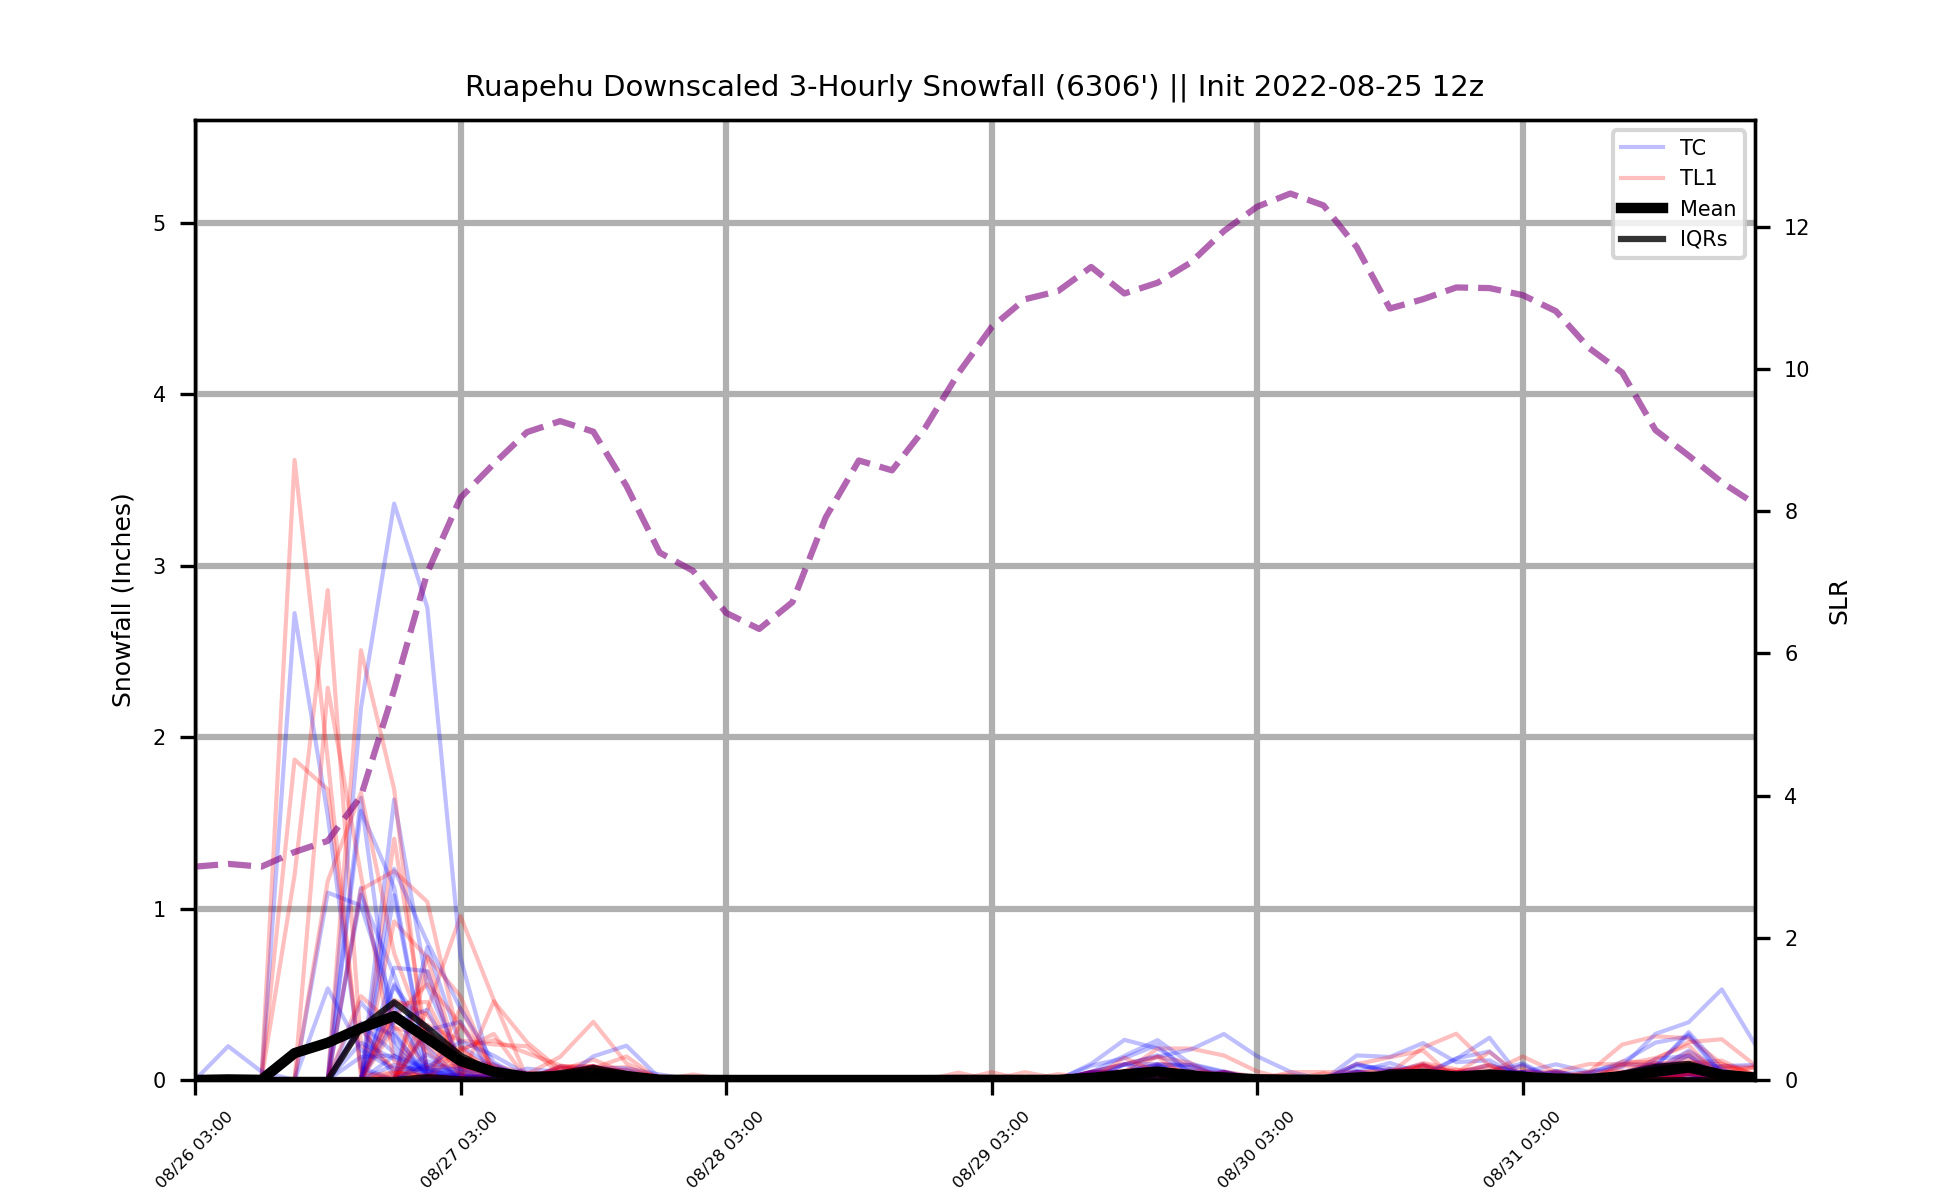 Ruapehu Downscaled 3-Hourly Snowfall (6306') || Init 2022-08-25 12z
TC
TL1
Mean
IQRs
Snowfall (Inches)
5
4
3
2
1
0
12
10
8
6
4
2
0
SLR
08/26 03:00
08/27 03:00
08/28 03:00
08/29 03:00
08/30 03:00
08/31 03:00